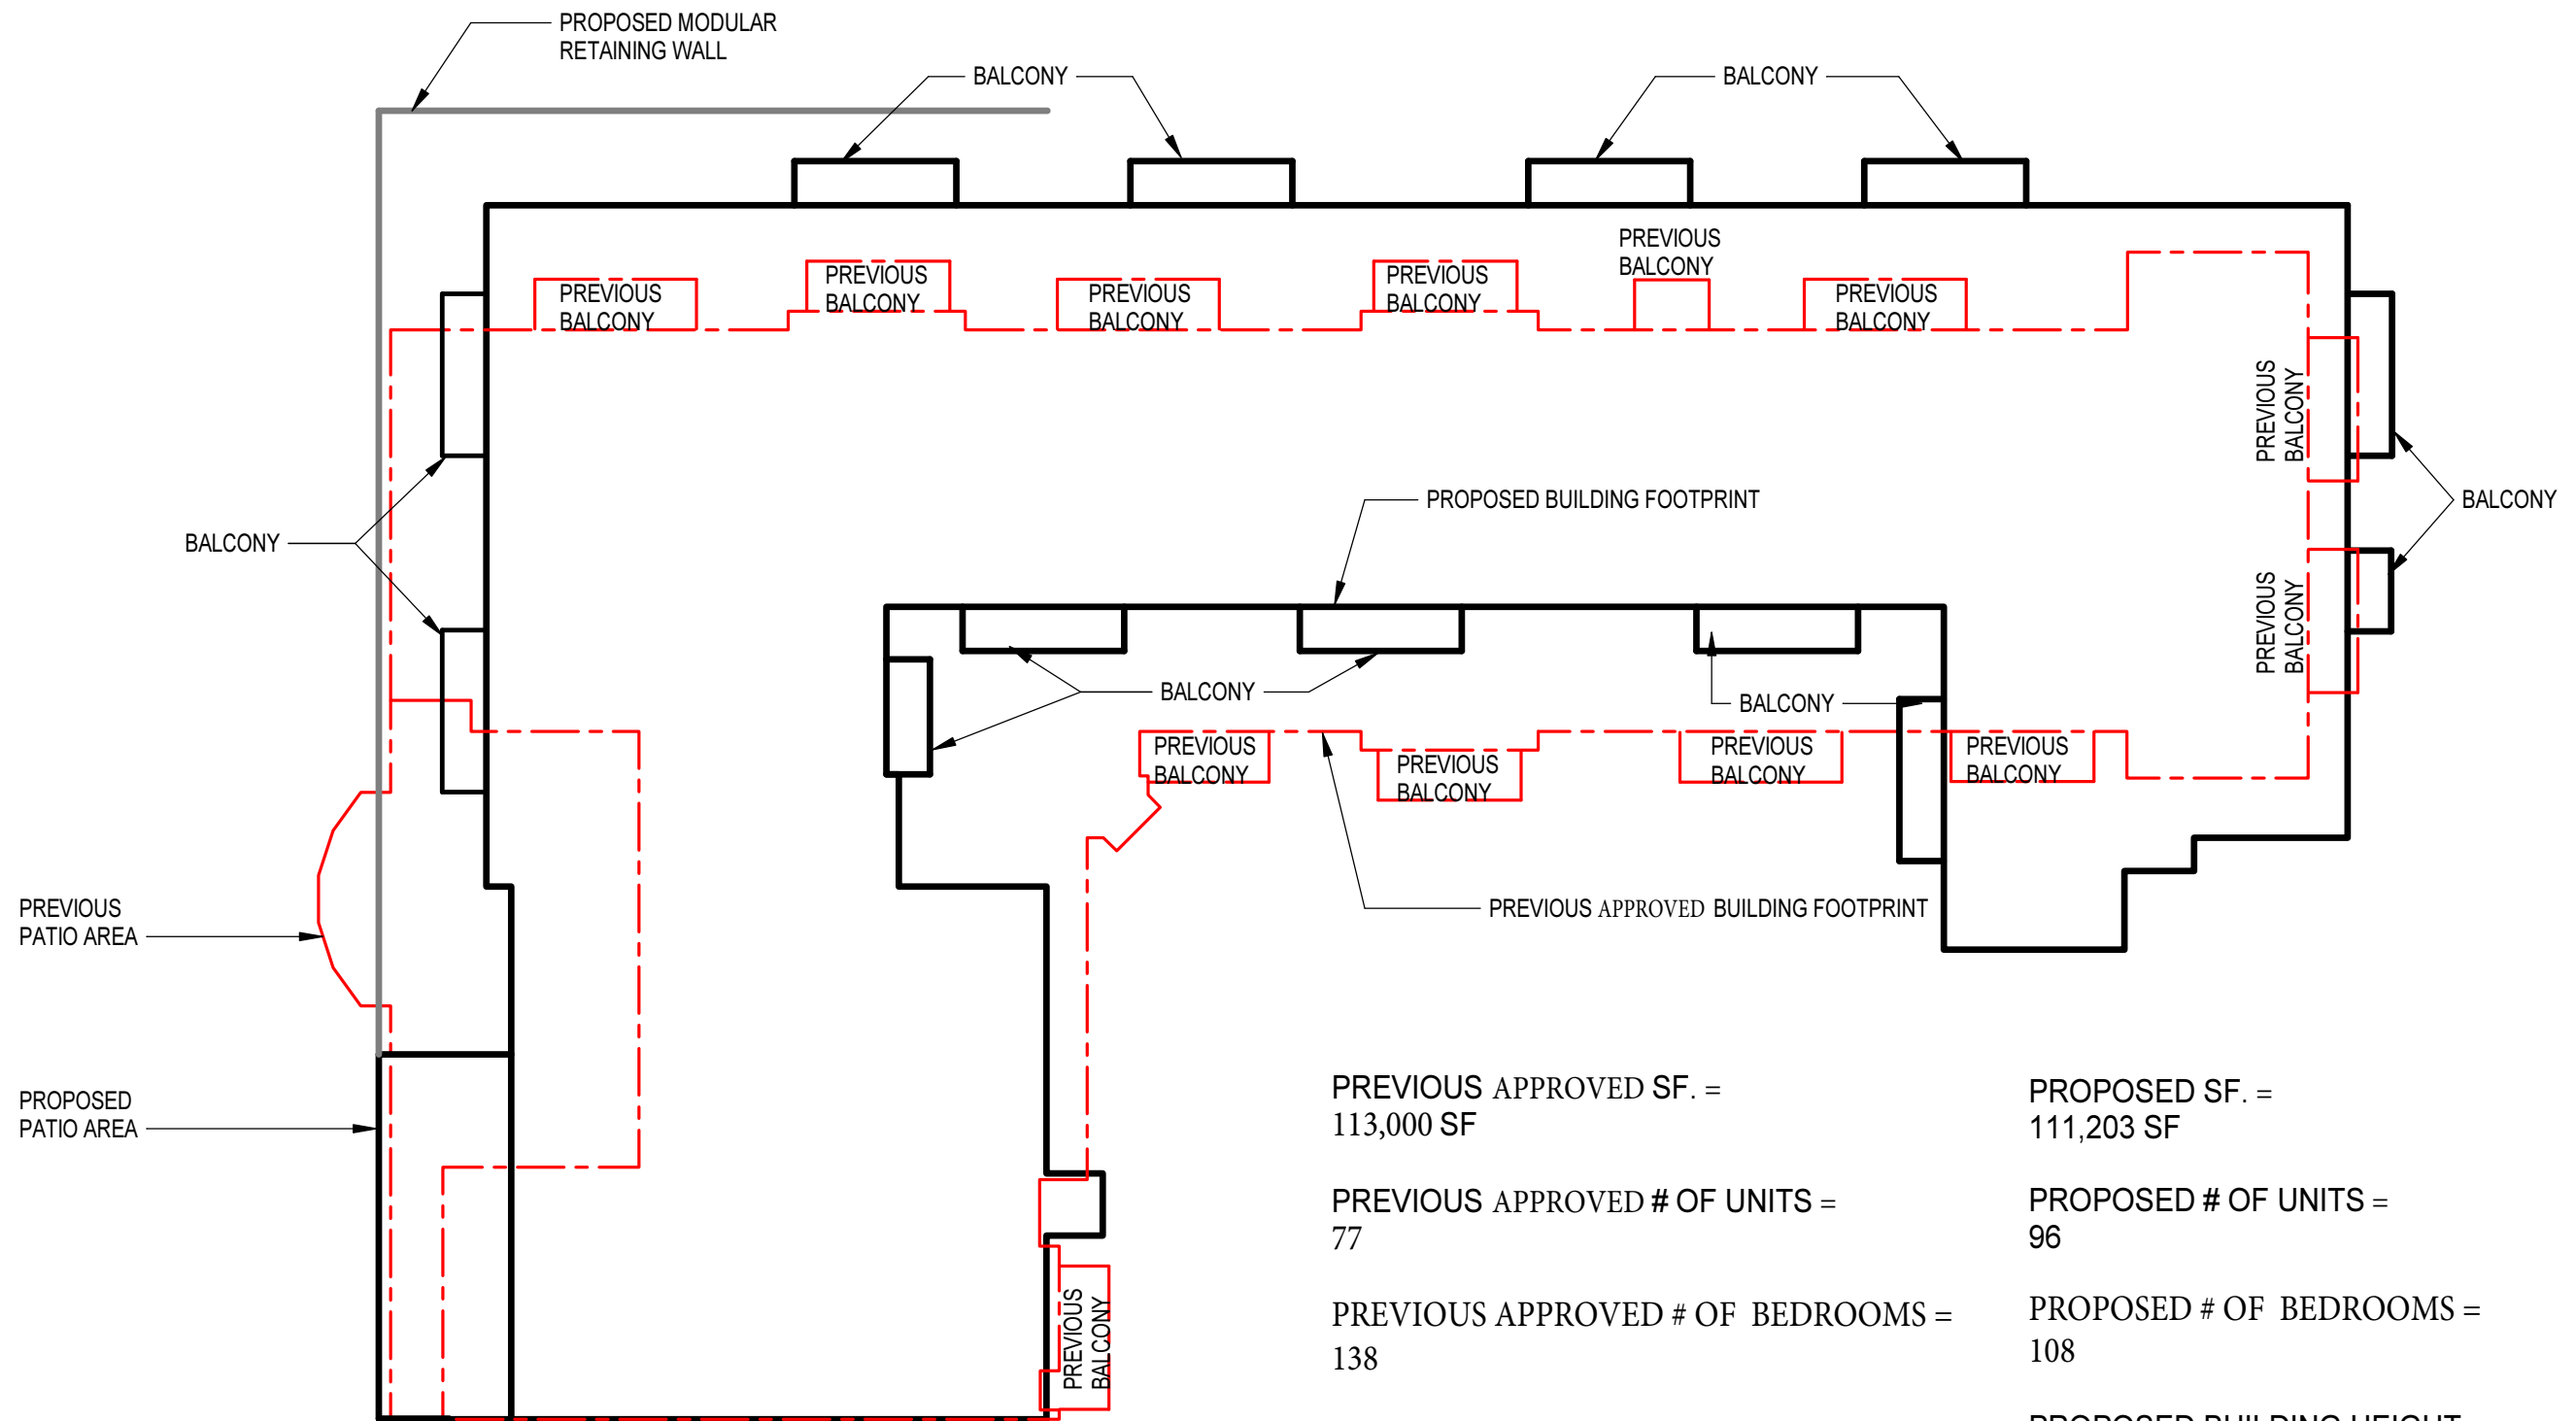 PROPOSED MODULAR
RETAINING WALL
BALCONY
BALCONY
PREVIOUS
BALCONY
PREVIOUS
BALCONY
PREVIOUS
BALCONY
PREVIOUS
BALCONY
PREVIOUS
BALCONY
PREVIOUS
BALCONY
PREVIOUS
BALCONY
PROPOSED BUILDING FOOTPRINT
BALCONY
BALCONY
PREVIOUS
BALCONY
BALCONY
BALCONY
PREVIOUS
BALCONY
PREVIOUS
BALCONY
PREVIOUS
BALCONY
PREVIOUS
BALCONY
PREVIOUS APPROVED BUILDING FOOTPRINT
PREVIOUS
PATIO AREA
PROPOSED
PATIO AREA
PREVIOUS
BALCONY
PREVIOUS APPROVED SF. =
113,000 SF
PREVIOUS APPROVED # OF UNITS =
77
PREVIOUS APPROVED # OF BEDROOMS =
138
PROPOSED SF. =
111,203 SF
PROPOSED # OF UNITS =
96
PROPOSED # OF BEDROOMS =
108
PROPOSED BUILDING HEIGHT